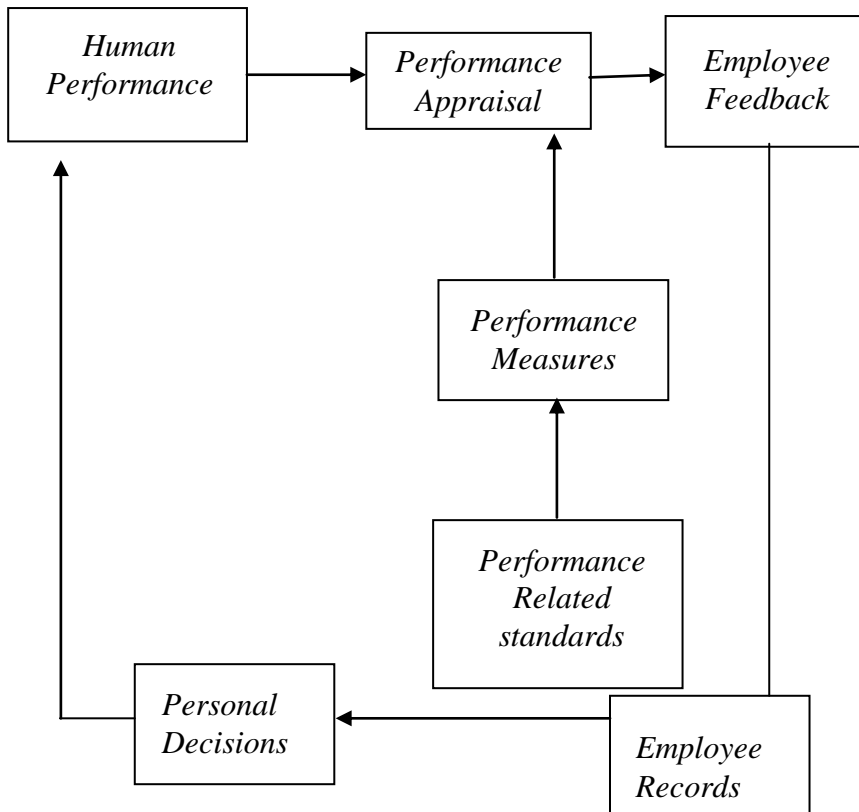 Human
Performance
Performance
Appraisal
Employee
Feedback
Performance
Measures
Performance
Related
standards
Personal
Decisions
Employee
Records